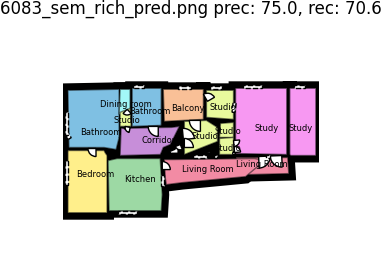 6083_sem_rich_pred.png prec: 75.0, rec: 70.6
Dining room
Bathroom
Balcony
Studio
Studio
Bathroom
Corridor
Studio
Studio
Studio
Study
Study
Bedroom
Kitchen
Living Room
Living Room